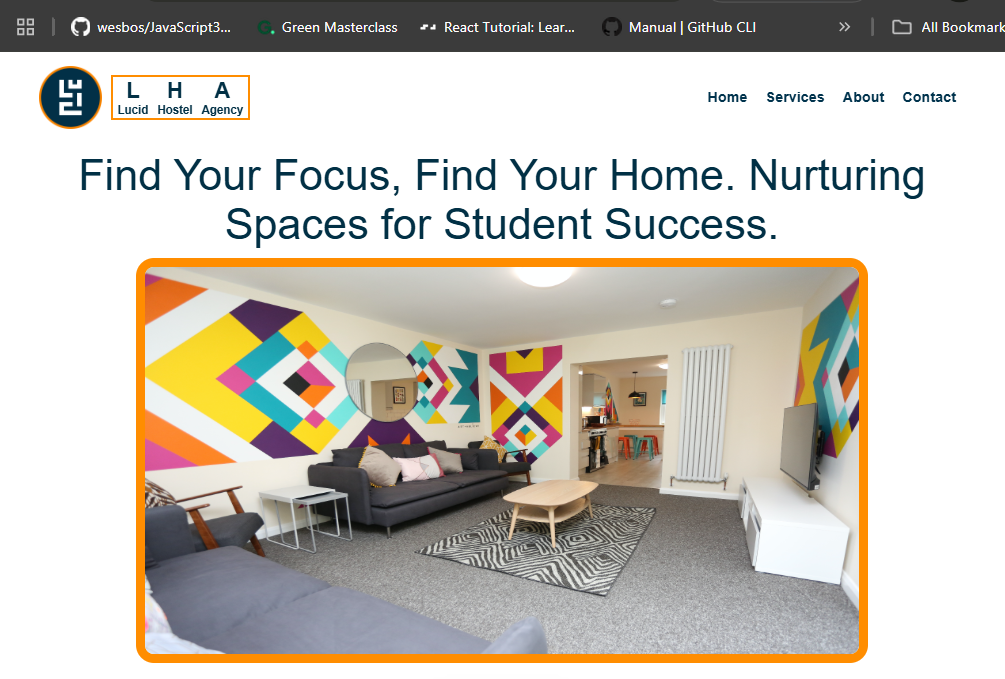 wesbos/JavaScript3... Green Masterclass React Tutorial: Lear... Manual | GitHub CLI » All Bookmark
L H A
Lucid Hostel Agency
Home Services About Contact
Find Your Focus, Find Your Home. Nurturing
Spaces for Student Success.